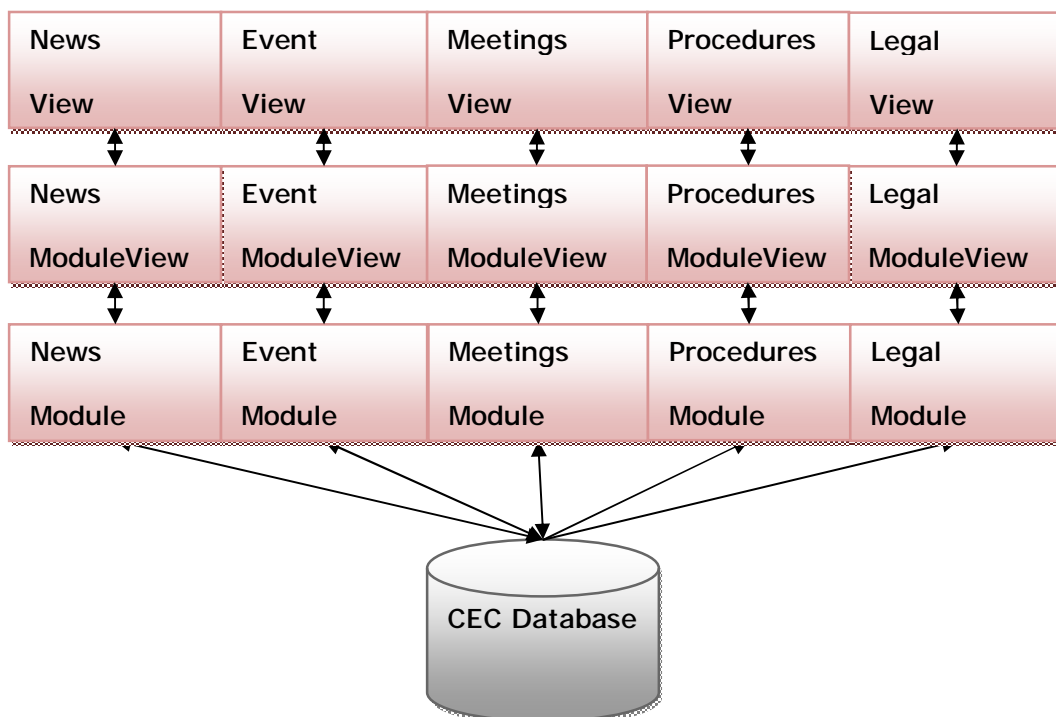 News Event Meetings Procedures Legal
View View View View View
News Event Meetings Procedures Legal
ModuleView ModuleView ModuleView ModuleView ModuleView
News Event Meetings Procedures Legal
Module Module Module Module Module
CEC Database